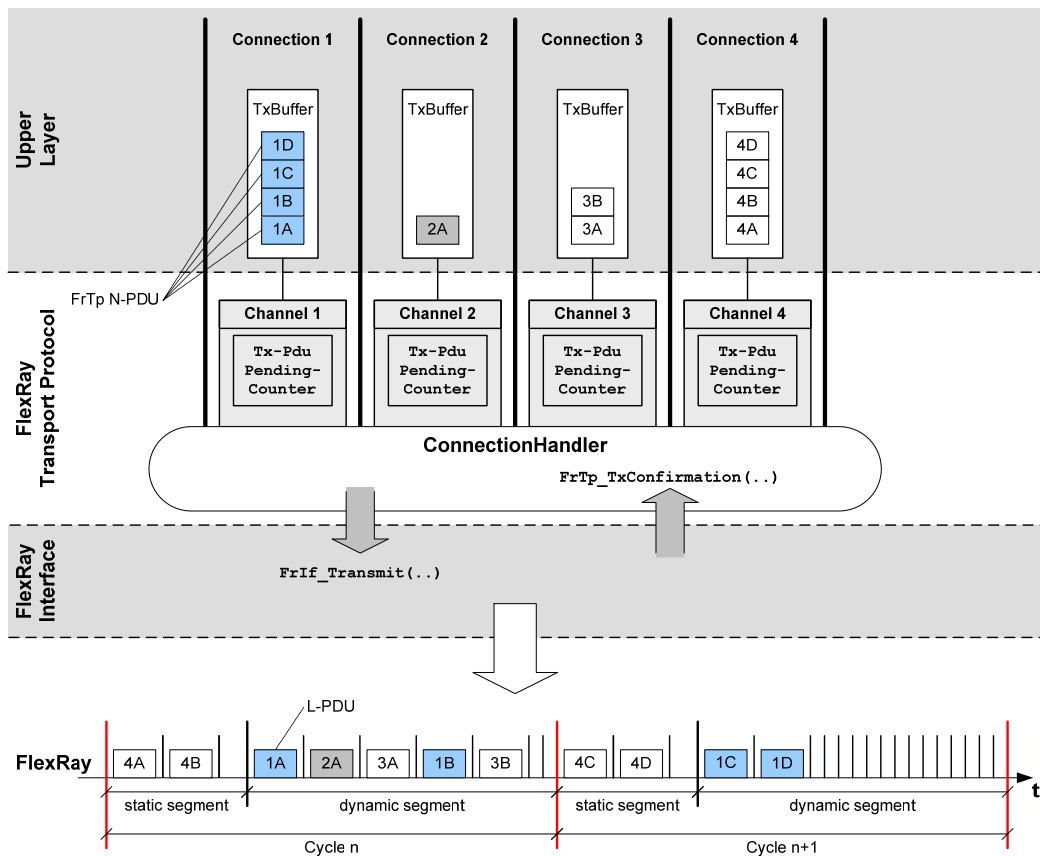 Connection 1
Connection 2
Connection 3
Connection 4
Upper
Layer
TxBuffer
TxBuffer
TxBuffer
TxBuffer
1D
1C
1B
1A
2A
3B
3A
4D
4C
4B
4A
FrTp N-PDU
FlexRay
Transport Protocol
Channel 1
Channel 2
Channel 3
Channel 4
Tx-Pdu
Pending-
Counter
Tx-Pdu
Pending-
Counter
Tx-Pdu
Pending-
Counter
Tx-Pdu
Pending-
Counter
ConnectionHandler
FrTp_TxConfirmation(..)
FlexRay
Interface
FrIf_Transmit(..)
L-PDU
FlexRay
4A
4B
1A
2A
3A
1B
3B
4C
4D
1C
1D
t
static segment
dynamic segment
static segment
dynamic segment
Cycle n
Cycle n+1